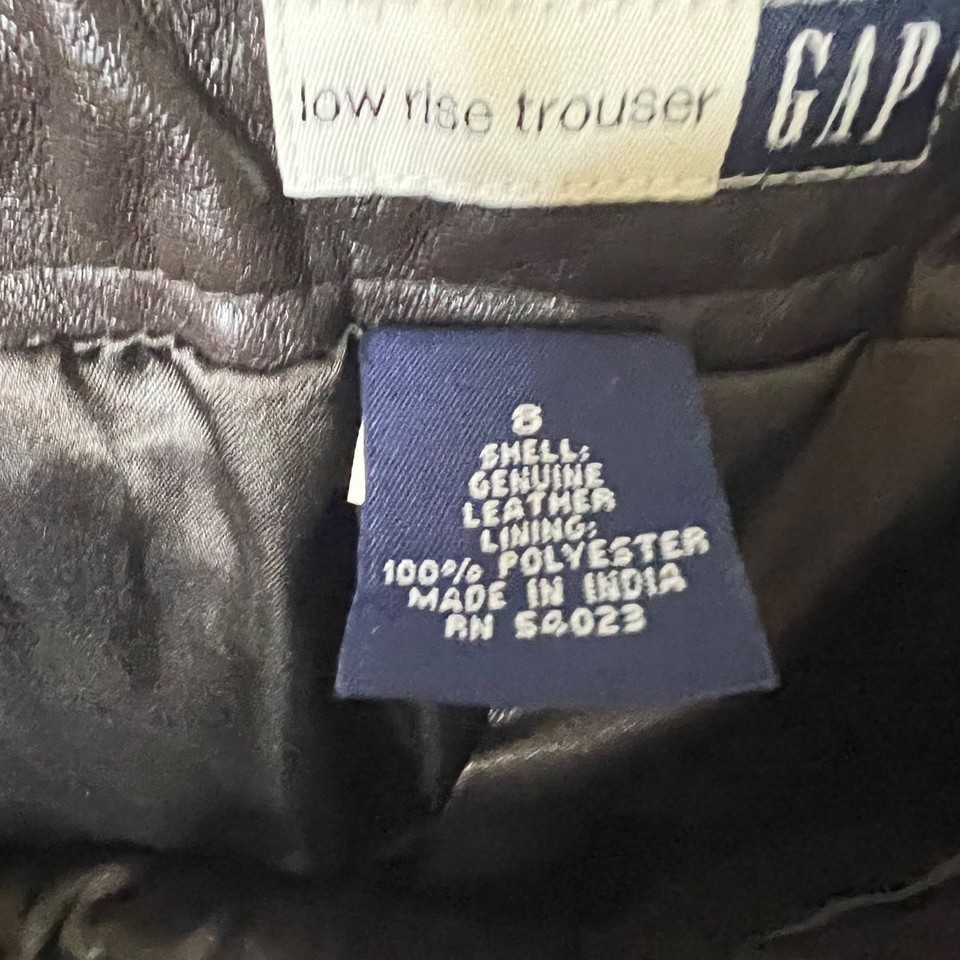 low rise trouser
GAP
8
SHELL:
GENUINE
LEATHER
LINING:
100% POLYESTER
MADE IN INDIA
RN 54023